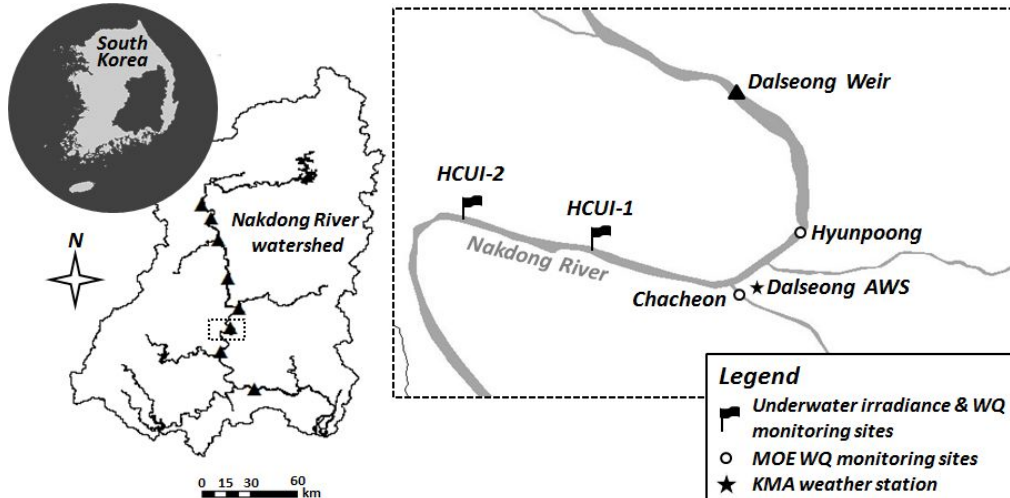 South
Korea
Nakdong River
watershed
N
0 15 30 60
km
Dalseong Weir
HCUI-2
HCUI-1
Nakdong River
Hyunpoong
Chacheon
Dalseong AWS
Legend
Underwater irradiance & WQ
monitoring sites
MOE WQ monitoring sites
KMA weather station